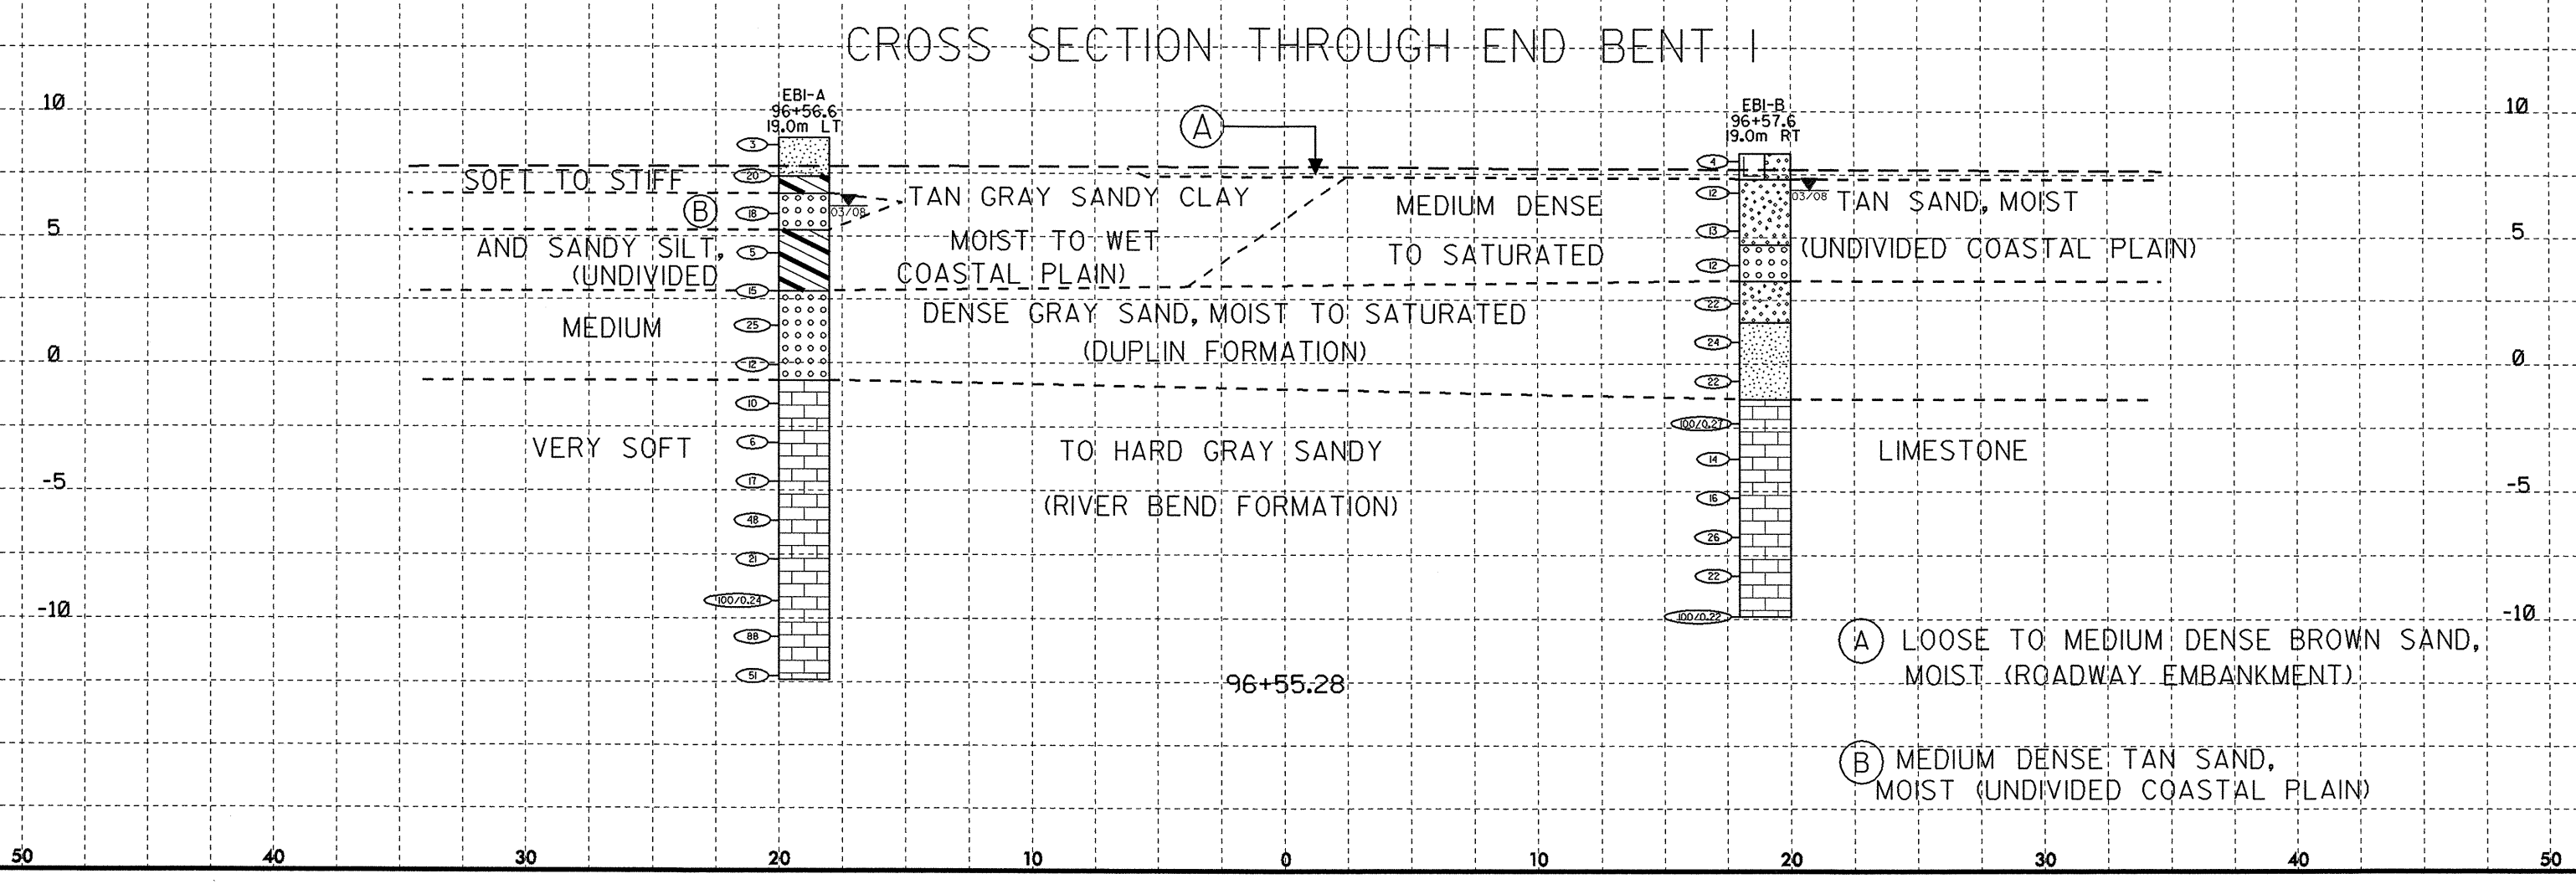 CROSS SECTION THROUGH END BENT 1
10
EB1-A
96+56.6
19.0m LT
A
EB1-B
96+57.6
19.0m RT
10
3
4
SOFT TO STIFF
20
TAN GRAY SANDY CLAY
MEDIUM DENSE
12
03/08
TAN SAND, MOIST
B
18
03/08
5
AND SANDY SILT,
5
MOIST TO WET
TO SATURATED
13
(UNDIVIDED COASTAL PLAIN)
5
(UNDIVIDED
COASTAL PLAIN)
12
15
22
MEDIUM
25
DENSE GRAY SAND, MOIST TO SATURATED
24
0
12
(DUPLIN FORMATION)
22
0
10
100/0.27
VERY SOFT
6
TO HARD GRAY SANDY
14
LIMESTONE
-5
17
(RIVER BEND FORMATION)
16
-5
48
26
21
22
-10
100/0.24
100/0.22
-10
88
51
96+55.28
A LOOSE TO MEDIUM DENSE BROWN SAND,
MOIST (ROADWAY EMBANKMENT)
B MEDIUM DENSE TAN SAND,
MOIST (UNDIVIDED COASTAL PLAIN)
50 40 30 20 10 0 10 20 30 40 50